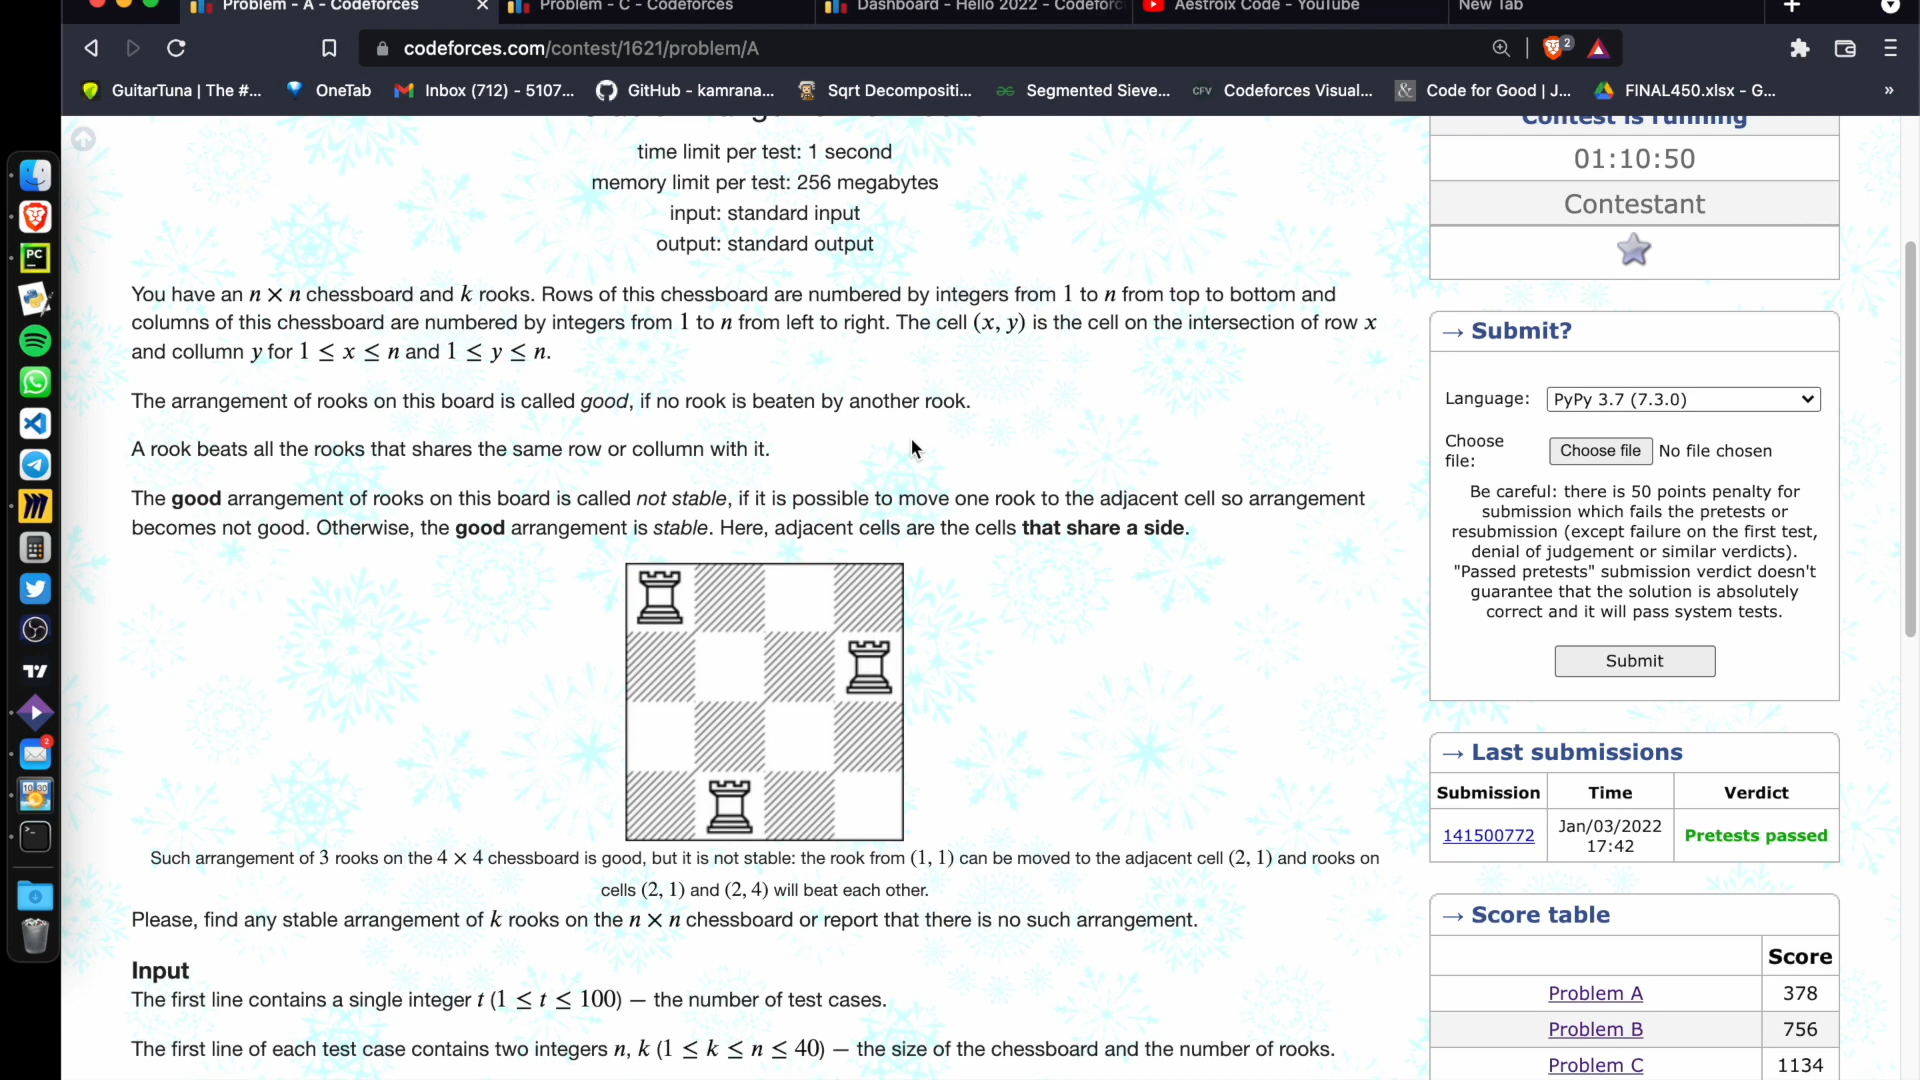 Problem - A - Codeforces
Problem - C - Codeforces
Dashboard - Hello 2022 - Codeforc
Aestroix Code - YouTube
New Tab
codeforces.com/contest/1621/problem/A
2
GuitarTuna | The #...
OneTab
Inbox (712) - 5107...
GitHub - kamrana...
Sqrt Decompositi...
Segmented Sieve...
CFV
Codeforces Visual...
Code for Good | J...
FINAL450.xlsx - G...
»
PC
2
time limit per test: 1 second
memory limit per test: 256 megabytes
input: standard input
output: standard output
You have an n × n chessboard and k rooks. Rows of this chessboard are numbered by integers from 1 to n from top to bottom and
columns of this chessboard are numbered by integers from 1 to n from left to right. The cell (x, y) is the cell on the intersection of row x
and collumn y for 1 ≤ x ≤ n and 1 ≤ y ≤ n.
The arrangement of rooks on this board is called good, if no rook is beaten by another rook.
A rook beats all the rooks that shares the same row or collumn with it.
The good arrangement of rooks on this board is called not stable, if it is possible to move one rook to the adjacent cell so arrangement
becomes not good. Otherwise, the good arrangement is stable. Here, adjacent cells are the cells that share a side.
Such arrangement of 3 rooks on the 4 × 4 chessboard is good, but it is not stable: the rook from (1, 1) can be moved to the adjacent cell (2, 1) and rooks on
cells (2, 1) and (2, 4) will beat each other.
Please, find any stable arrangement of k rooks on the n × n chessboard or report that there is no such arrangement.
Input
The first line contains a single integer t (1 ≤ t ≤ 100) — the number of test cases.
The first line of each test case contains two integers n, k (1 ≤ k ≤ n ≤ 40) — the size of the chessboard and the number of rooks.
Contest is running
01:10:50
Contestant
→ Submit?
Language: PyPy 3.7 (7.3.0)
Choose
file:
Choose file No file chosen
Be careful: there is 50 points penalty for
submission which fails the pretests or
resubmission (except failure on the first test,
denial of judgement or similar verdicts).
"Passed pretests" submission verdict doesn't
guarantee that the solution is absolutely
correct and it will pass system tests.
Submit
→ Last submissions
Submission Time Verdict
141500772 Jan/03/2022 17:42 Pretests passed
→ Score table
Score
Problem A 378
Problem B 756
Problem C 1134